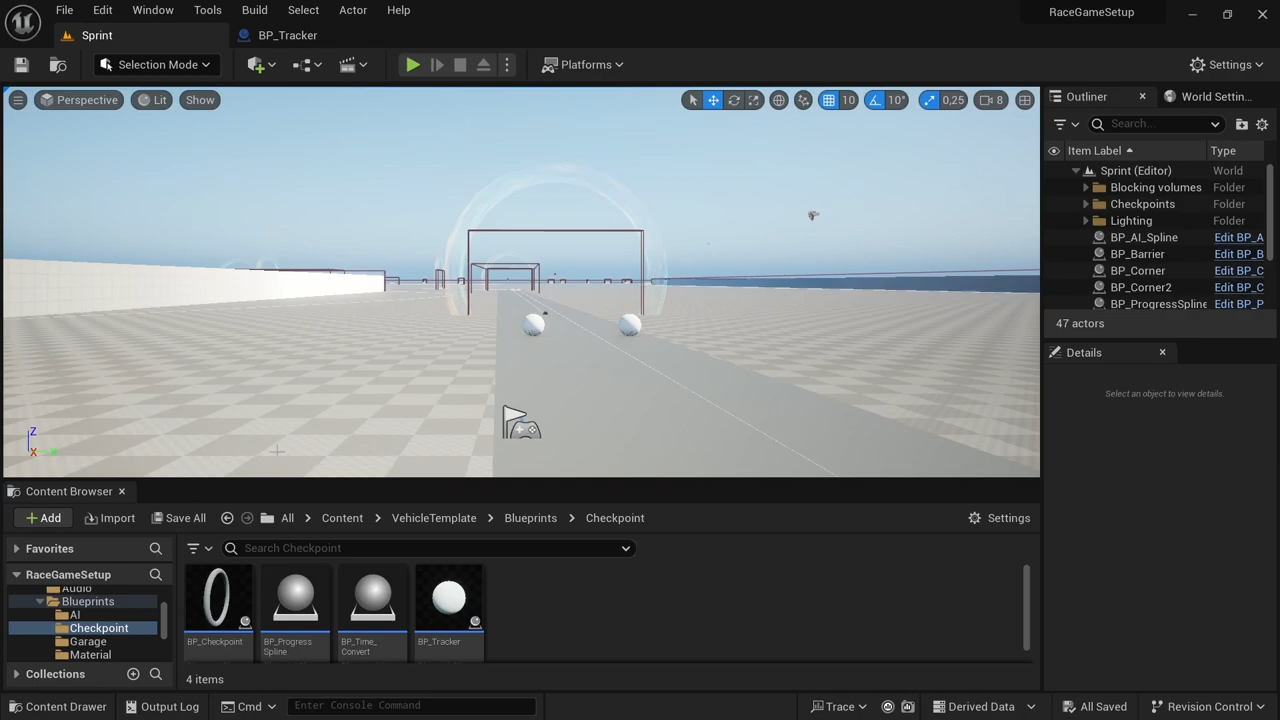 File Edit Window Tools Build Select Actor Help
RaceGameSetup
Sprint
BP_Tracker
Selection Mode
Platforms
Settings
Perspective
Lit
Show
10
10°
0,25
8
Outliner
World Settin...
Search...
Item Label
Type
Sprint (Editor) World
Blocking volumes Folder
Checkpoints Folder
Lighting Folder
BP_AI_Spline Edit BP_A
BP_Barrier Edit BP_B
BP_Corner Edit BP_C
BP_Corner2 Edit BP_C
BP_ProgressSpline Edit BP_P
47 actors
Details
Select an object to view details.
Z
X
Content Browser
Add
Import
Save All
All
Content
VehicleTemplate
Blueprints
Checkpoint
Settings
Favorites
Search Checkpoint
RaceGameSetup
Audio
Blueprints
AI
Checkpoint
Garage
Material
Collections
BP_Checkpoint
BP_Progress
Spline
BP_Time_
Convert
BP_Tracker
4 items
Content Drawer
Output Log
Cmd
Enter Console Command
Trace
Derived Data
All Saved
Revision Control